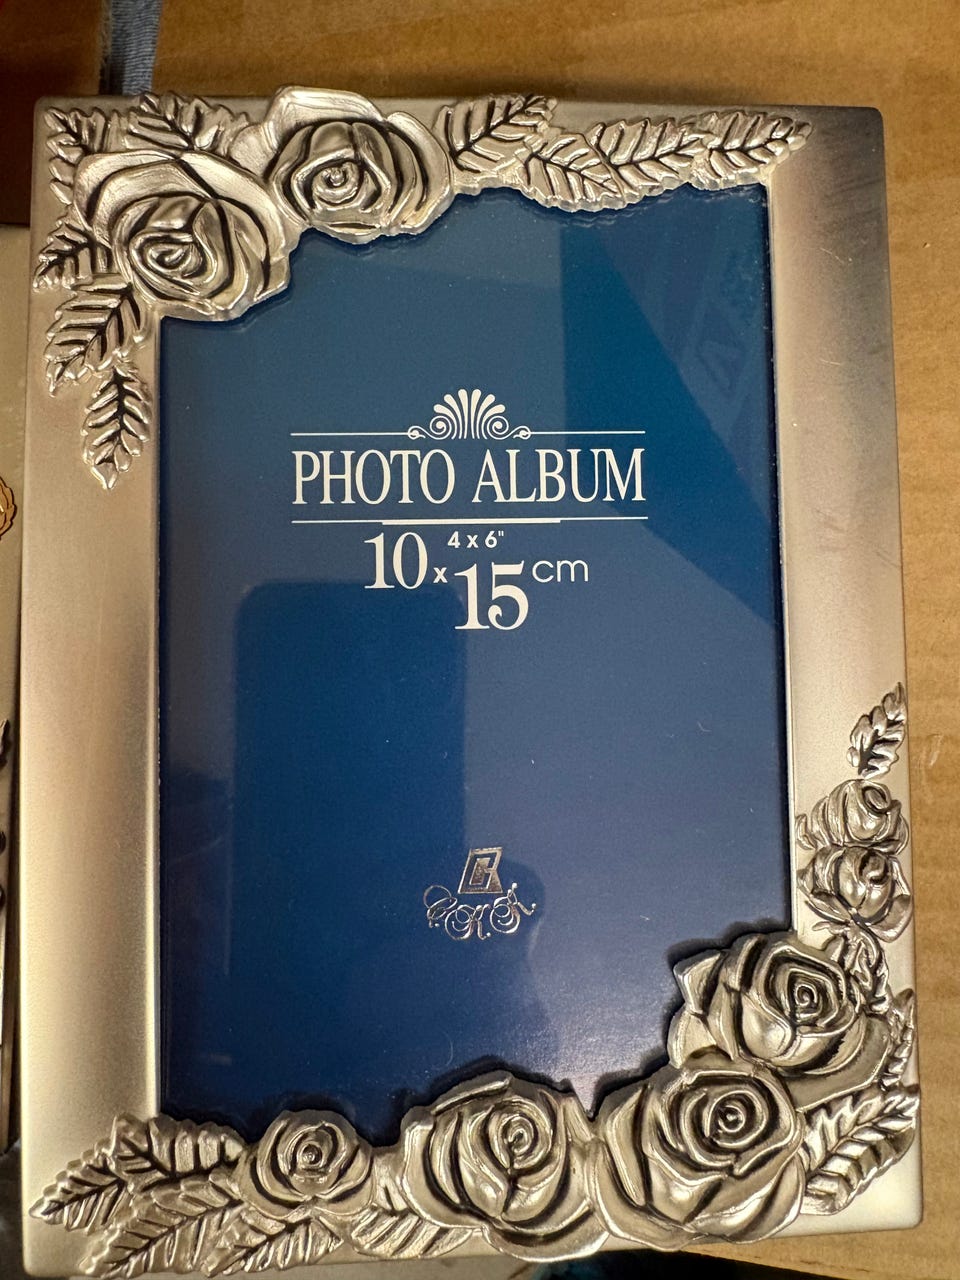 PHOTO ALBUM
4 x 6"
10 x 15 cm
C.K.R.